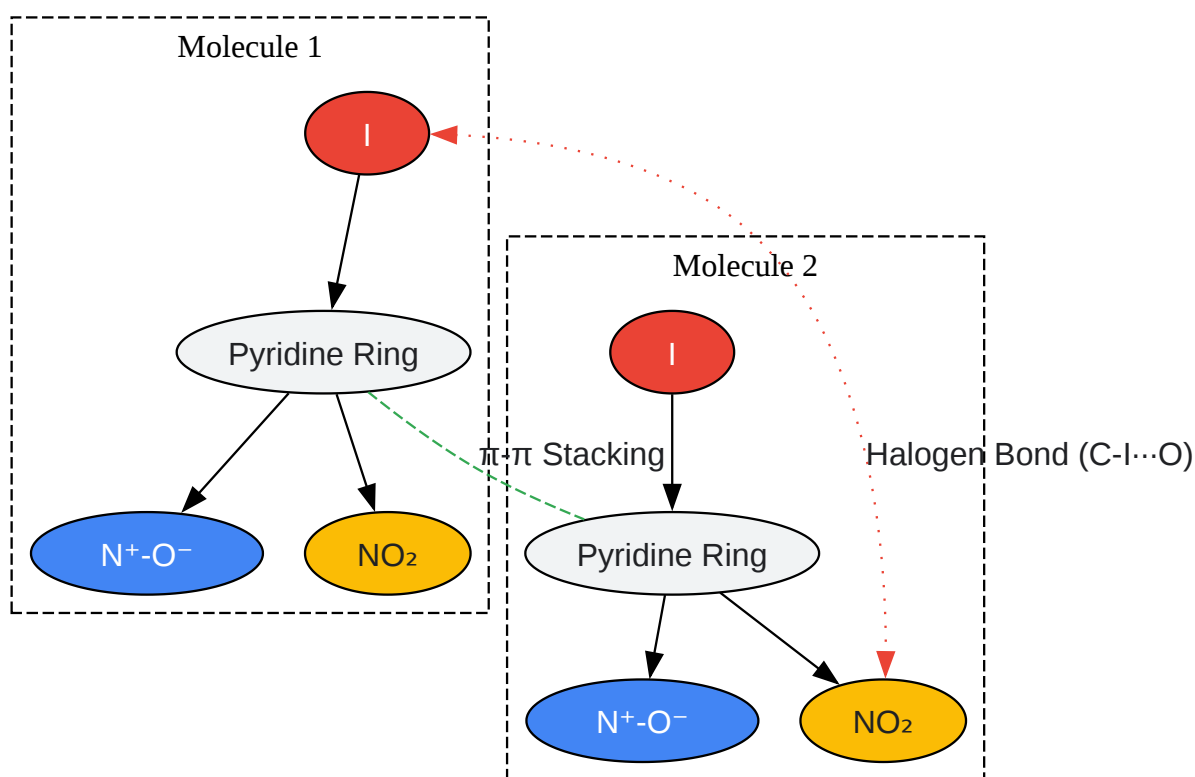 Molecule 1
I
Molecule 2
Pyridine Ring
I
π-π Stacking
Halogen Bond (C-I···O)
N⁺-O⁻
NO₂
Pyridine Ring
N⁺-O⁻
NO₂